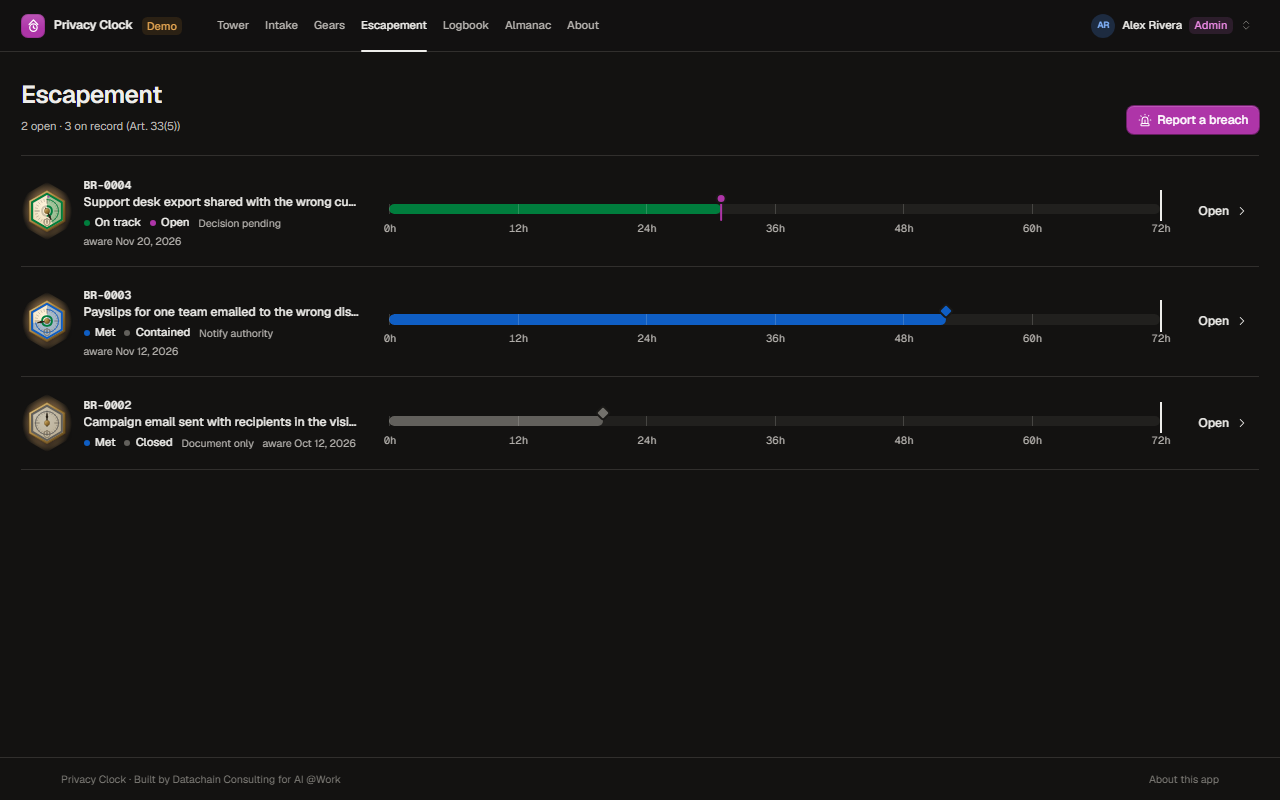 Privacy Clock Demo Tower Intake Gears Escapement Logbook Almanac About AR Alex Rivera Admin
Escapement
2 open · 3 on record (Art. 33(5))
Report a breach
BR-0004
Support desk export shared with the wrong cu...
On track Open Decision pending
aware Nov 20, 2026
0h 12h 24h 36h 48h 60h 72h
Open
BR-0003
Payslips for one team emailed to the wrong dis...
Met Contained Notify authority
aware Nov 12, 2026
0h 12h 24h 36h 48h 60h 72h
Open
BR-0002
Campaign email sent with recipients in the visi...
Met Closed Document only aware Oct 12, 2026
0h 12h 24h 36h 48h 60h 72h
Open
Privacy Clock · Built by Datachain Consulting for AI @Work
About this app